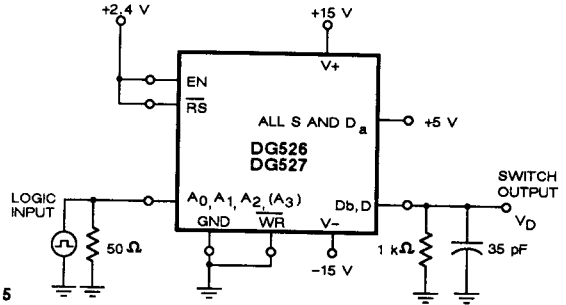 +2.4 V
+15 V
V+
EN
RS
ALL S AND Da
+5 V
DG526
DG527
SWITCH
OUTPUT
LOGIC
INPUT
A0, A1, A2, (A3)
Db, D
GND
WR
V-
VD
50 Ω
1 kΩ
35 pF
-15 V
5